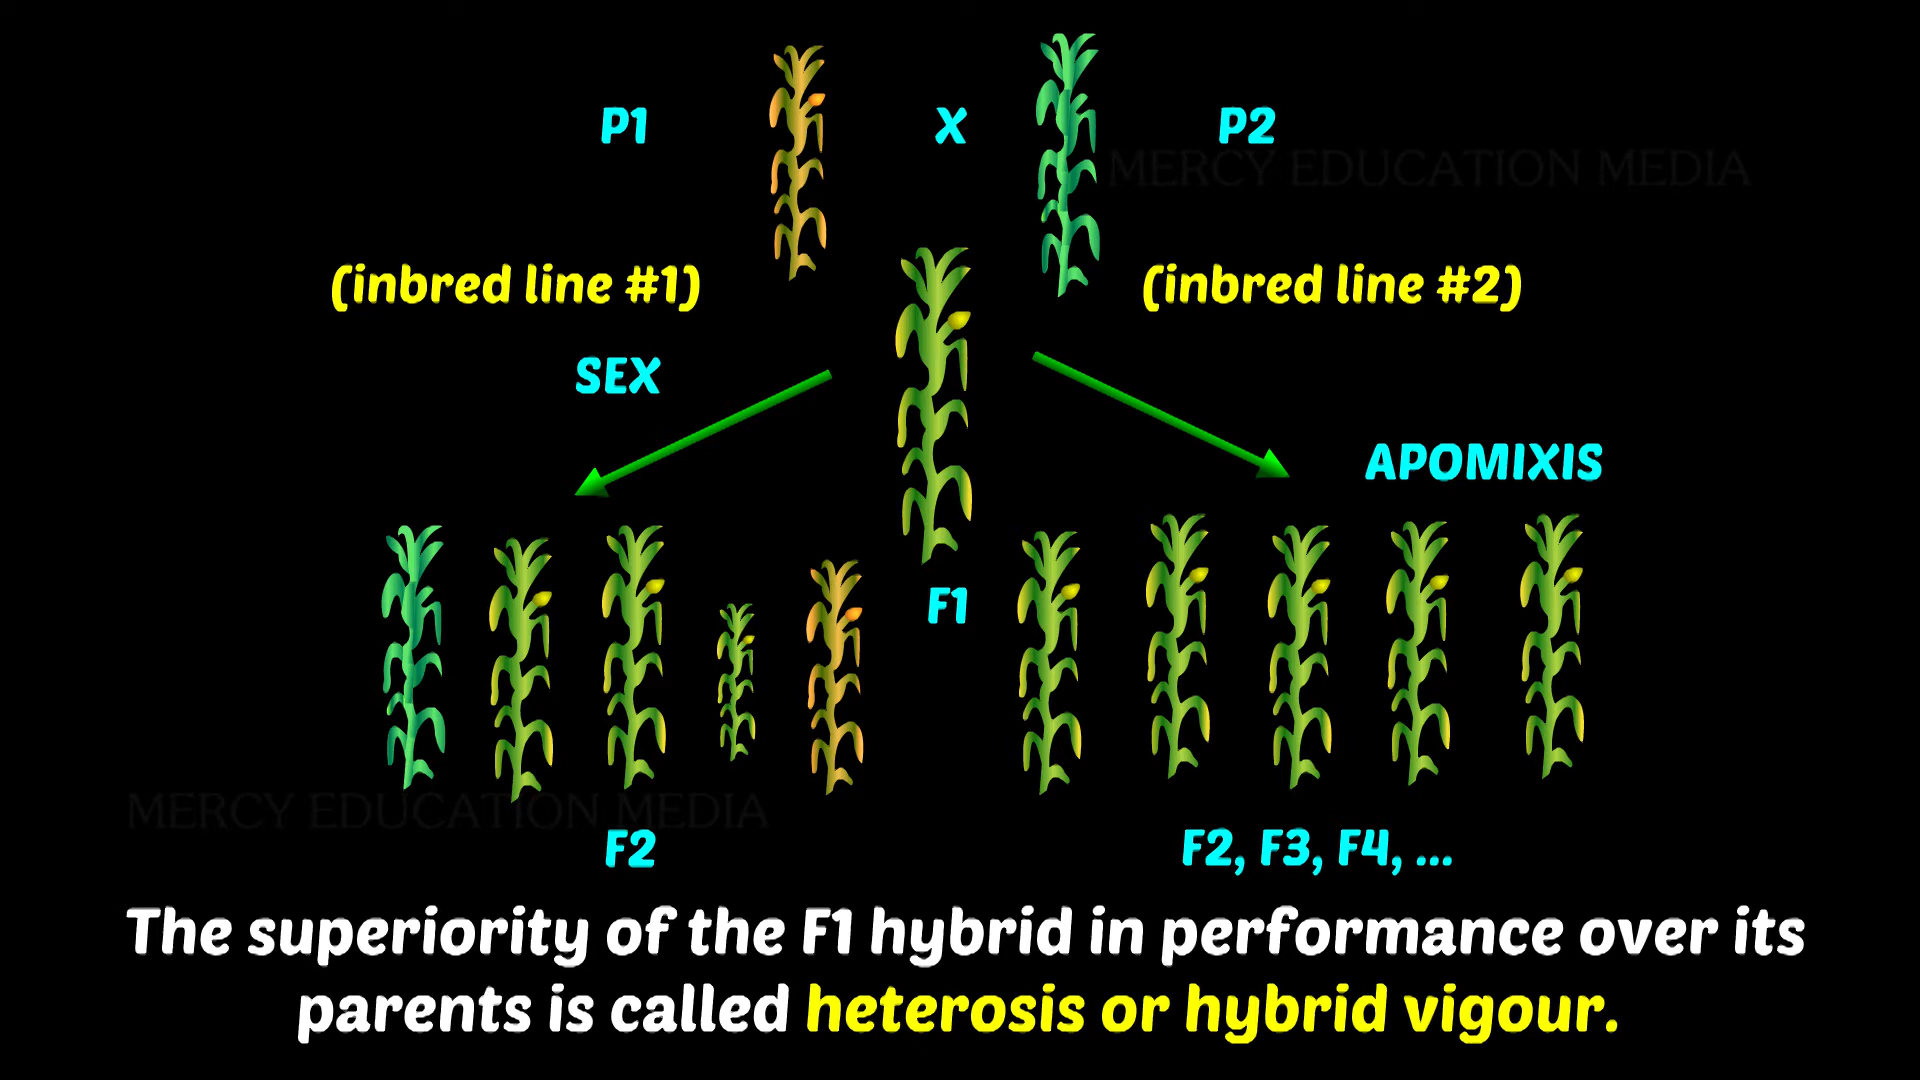 P1 X P2
MERCY EDUCATION MEDIA
(inbred line #1) (inbred line #2)
SEX
APOMIXIS
F1
MERCY EDUCATION MEDIA
F2 F2, F3, F4, ...
The superiority of the F1 hybrid in performance over its
parents is called heterosis or hybrid vigour.